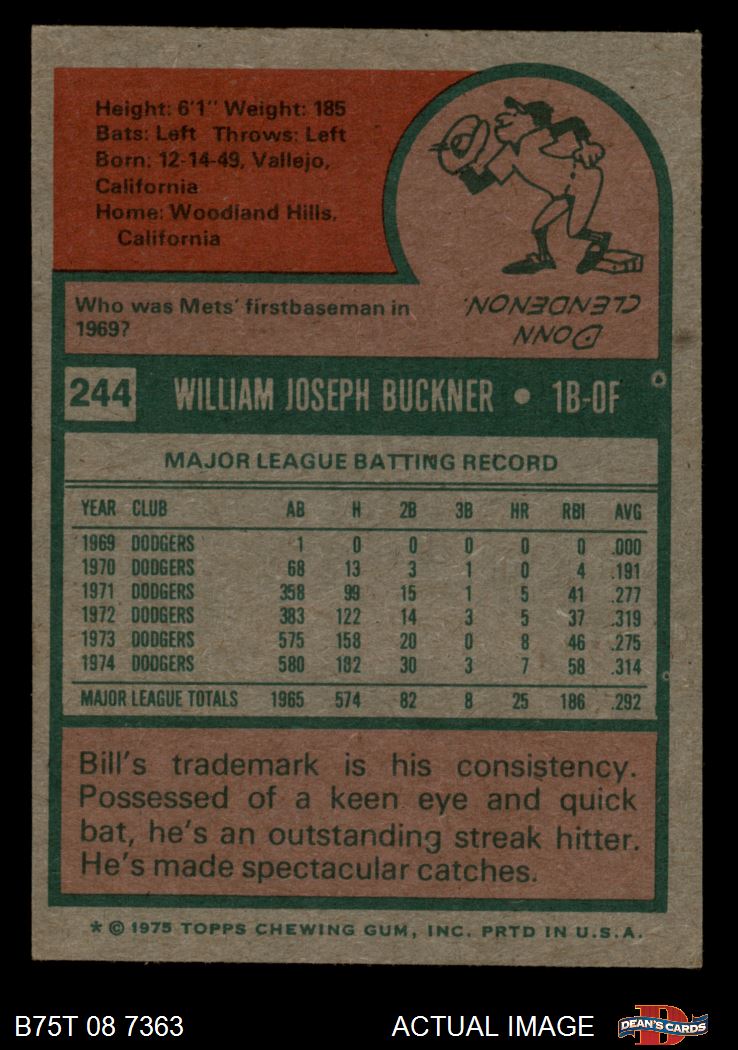 Height: 6'1" Weight: 185
Bats: Left Throws: Left
Born: 12-14-49, Vallejo,
California
Home: Woodland Hills,
California
Who was Mets' firstbaseman in
1969?
DONN
CLENDENON.
244 WILLIAM JOSEPH BUCKNER • 1B-OF
MAJOR LEAGUE BATTING RECORD
YEAR CLUB AB H 2B 3B HR RBI AVG
1969 DODGERS 1 0 0 0 0 0 .000
1970 DODGERS 68 13 3 1 0 4 .191
1971 DODGERS 358 99 15 1 5 41 .277
1972 DODGERS 383 122 14 3 5 37 .319
1973 DODGERS 575 158 20 0 8 46 .275
1974 DODGERS 580 182 30 3 7 58 .314
MAJOR LEAGUE TOTALS 1965 574 82 8 25 186 .292
Bill's trademark is his consistency.
Possessed of a keen eye and quick
bat, he's an outstanding streak hitter.
He's made spectacular catches.
* © 1975 TOPPS CHEWING GUM, INC. PRTD IN U.S.A.
B75T 08 7363 ACTUAL IMAGE DEAN'S CARDS